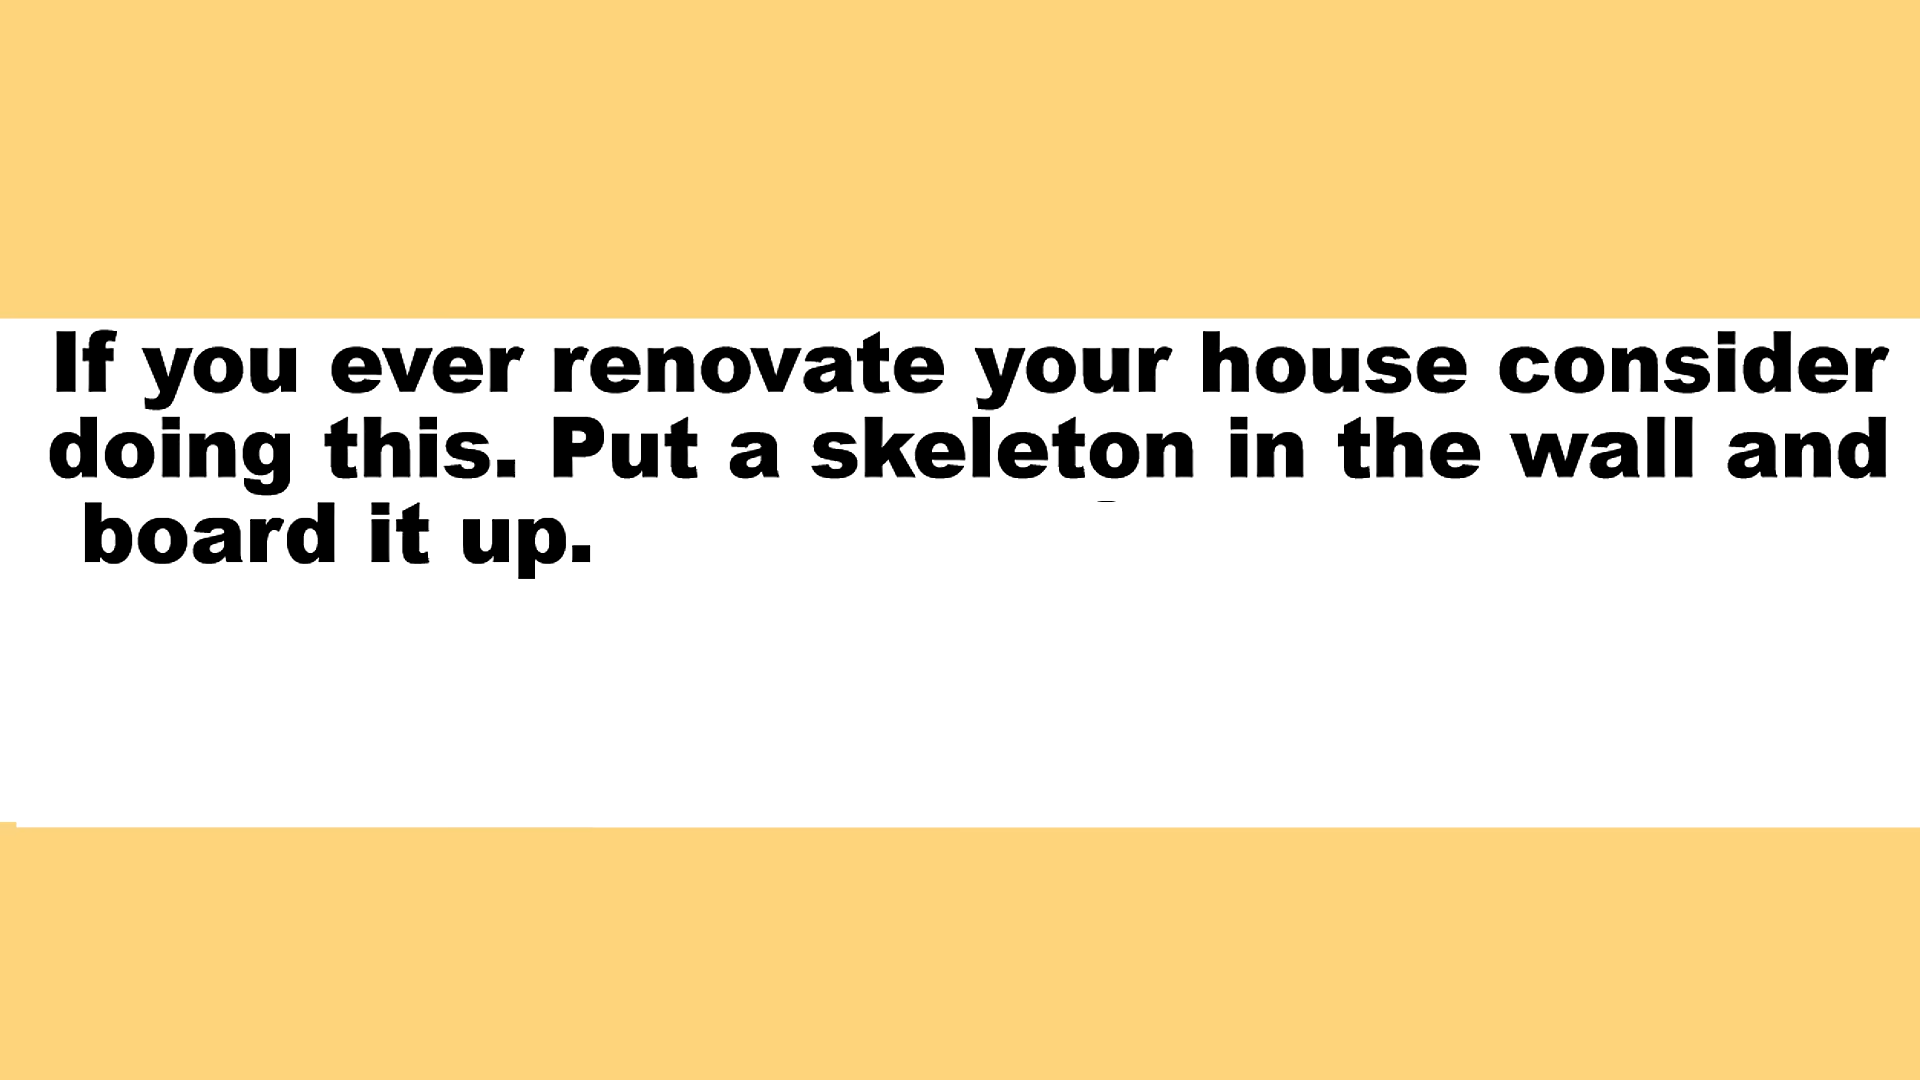 If you ever renovate your house consider
doing this. Put a skeleton in the wall and
board it up.